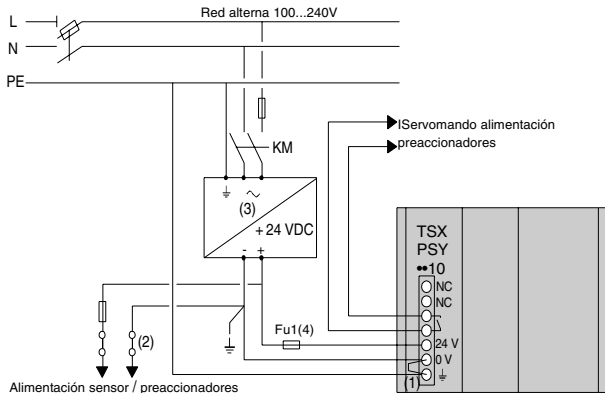 Red alterna 100...240V
L
N
PE
KM
IServomando alimentación
preaccionadores
(3)
+ 24 VDC
- +
TSX
PSY
••10
NC
NC
24 V
0 V
Fu1(4)
(2)
(1)
Alimentación sensor / preaccionadores